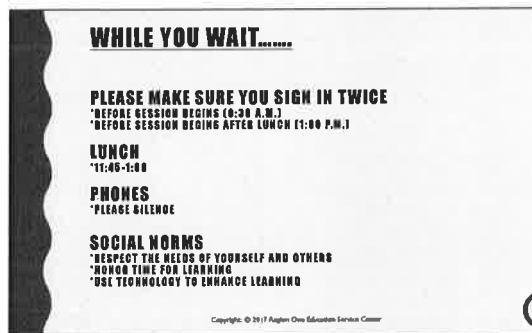 WHILE YOU WAIT.......
PLEASE MAKE SURE YOU SIGN IN TWICE
*BEFORE SESSION BEGINS (8:30 A.M.)
*BEFORE SESSION BEGINS AFTER LUNCH (1:00 P.M.)
LUNCH
*11:45-1:00
PHONES
*PLEASE SILENCE
SOCIAL NORMS
*RESPECT THE NEEDS OF YOURSELF AND OTHERS
*HONOR TIME FOR LEARNING
*USE TECHNOLOGY TO ENHANCE LEARNING
Copyright: © 2017 Region One Education Service Center